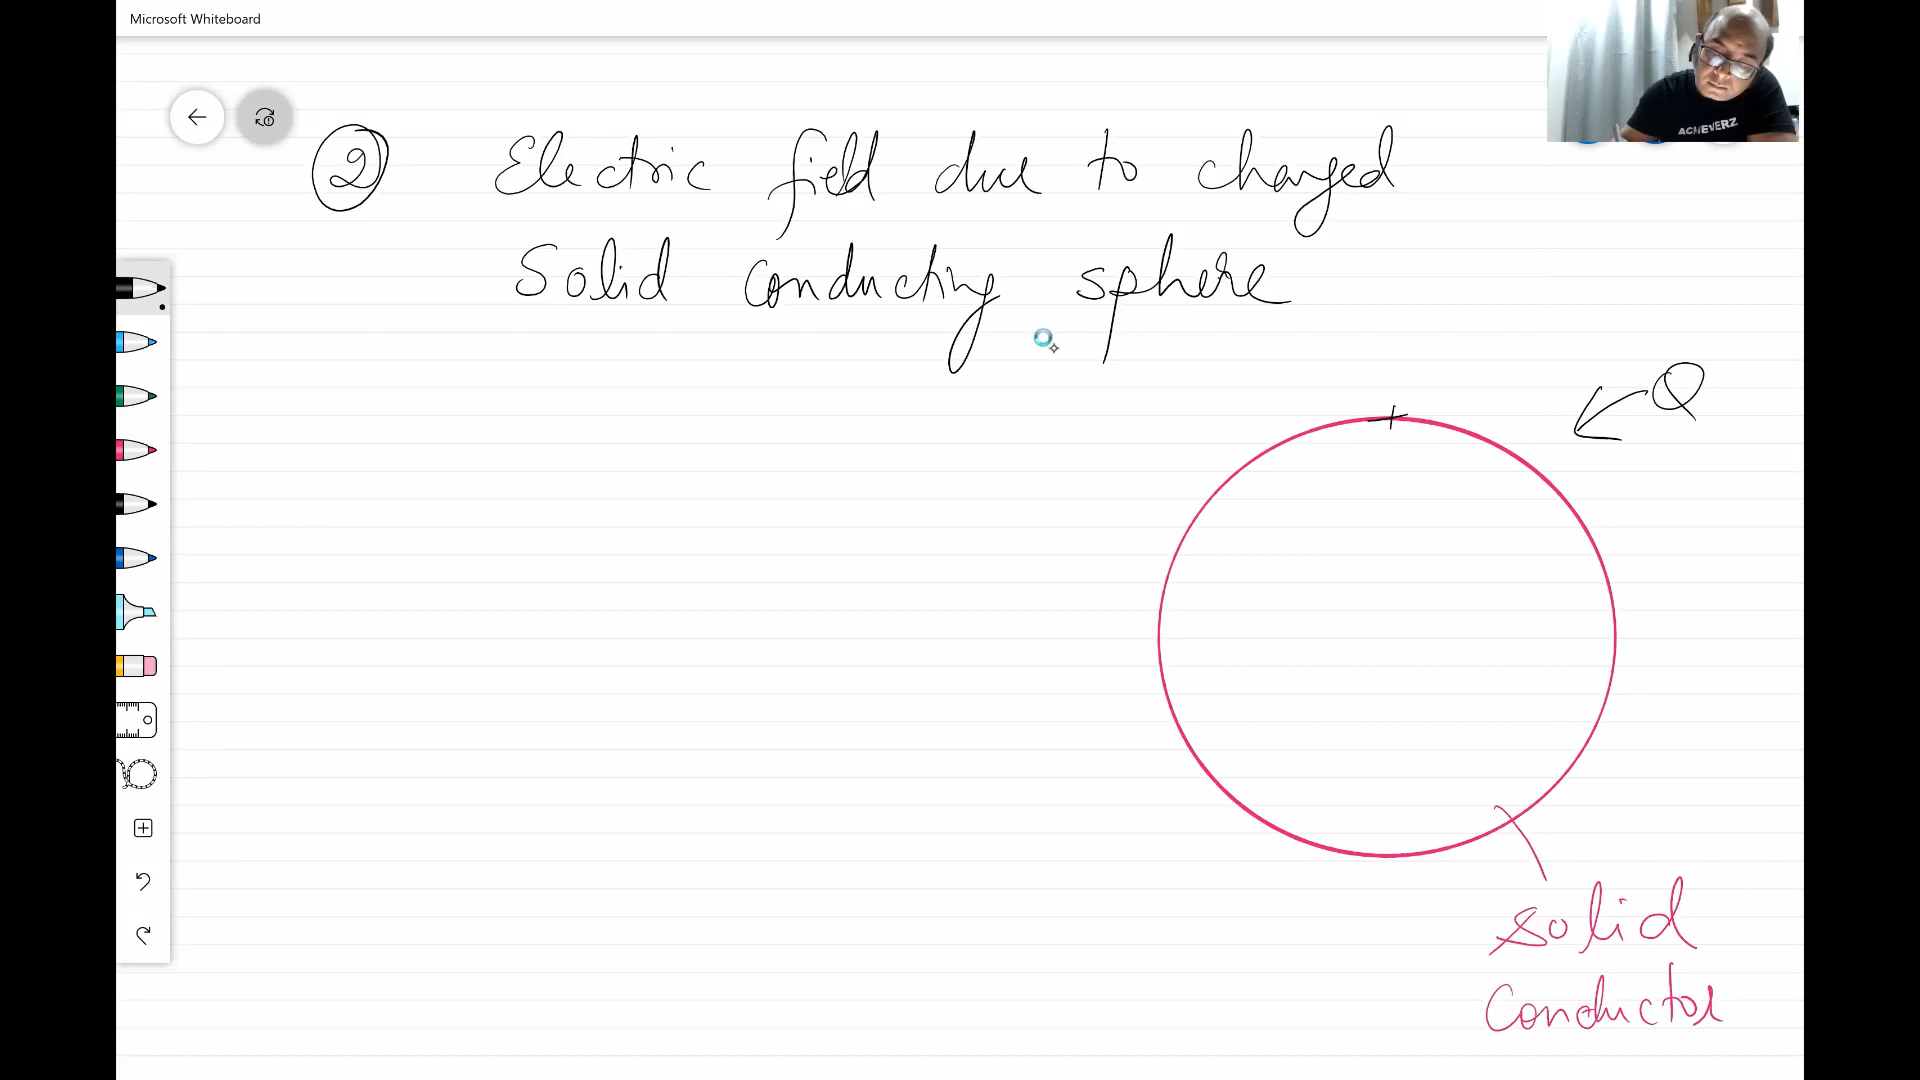 Microsoft Whiteboard
ACHIEVERZ
② Electric field due to charged
Solid conducting sphere
Q
+
solid
Conductor